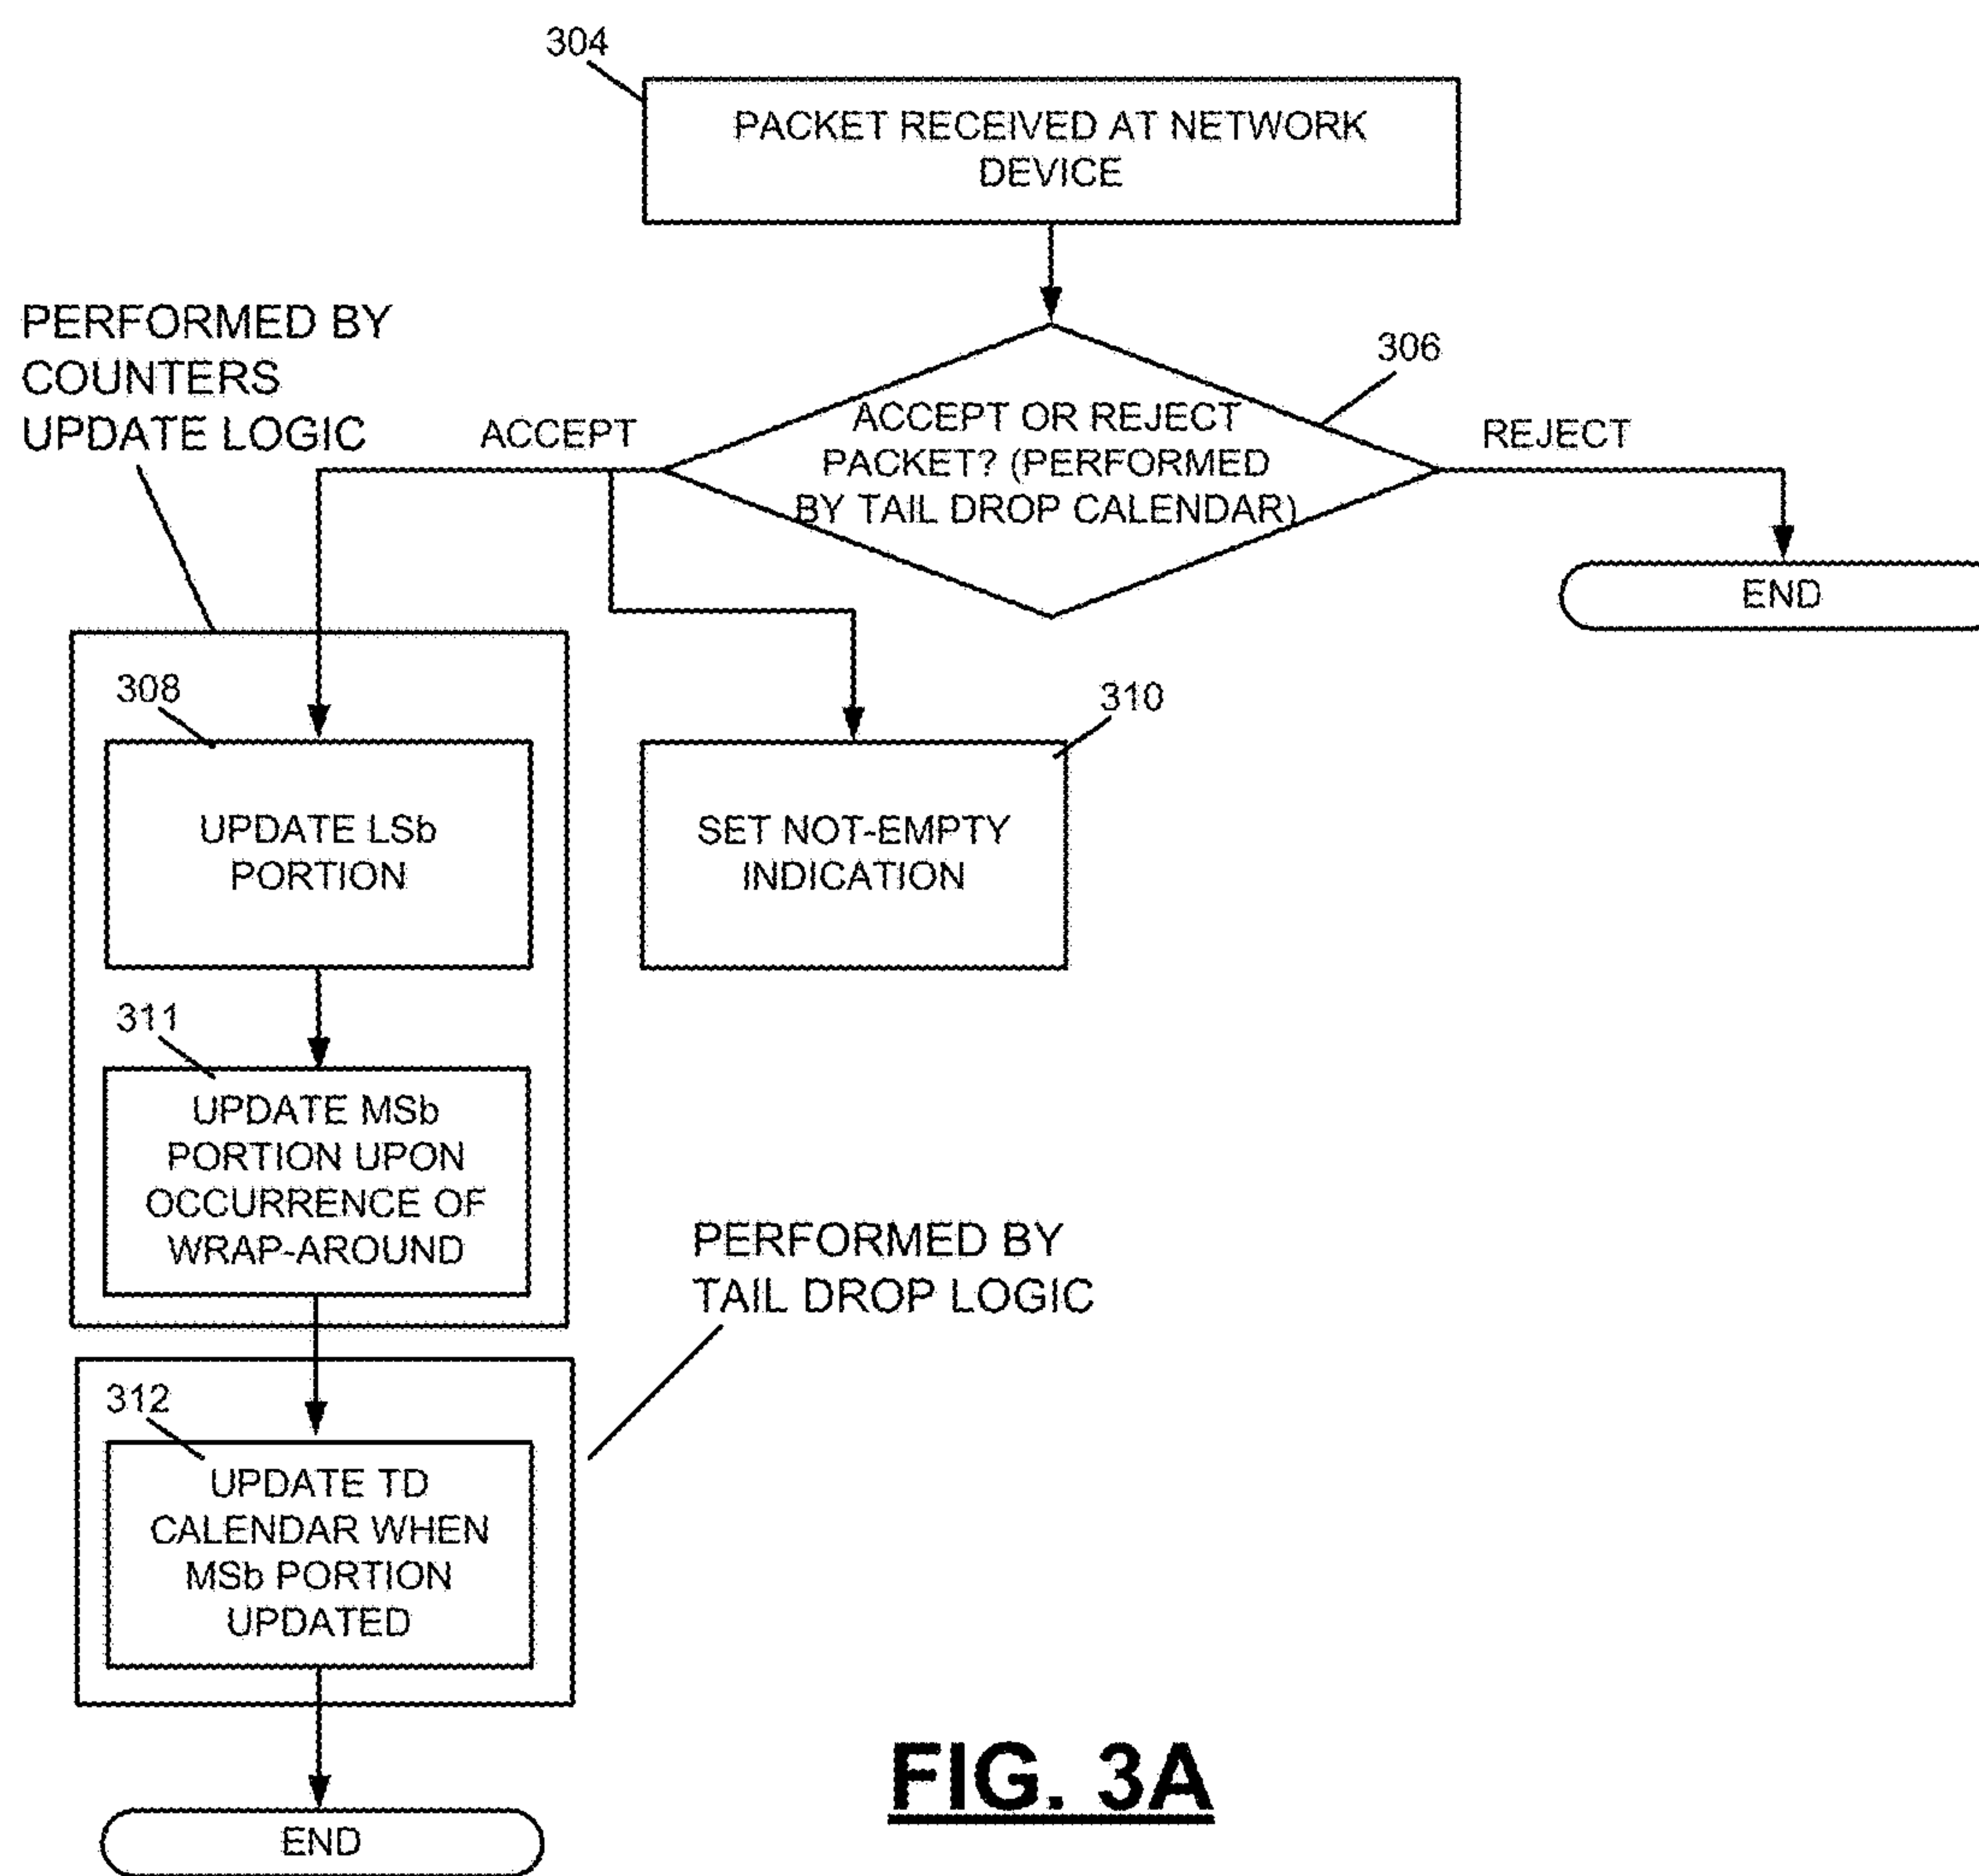 304
PACKET RECEIVED AT NETWORK
DEVICE
PERFORMED BY
COUNTERS
UPDATE LOGIC
306
ACCEPT
ACCEPT OR REJECT
PACKET? (PERFORMED
BY TAIL DROP CALENDAR)
REJECT
END
308
UPDATE LSb
PORTION
310
SET NOT-EMPTY
INDICATION
311
UPDATE MSb
PORTION UPON
OCCURRENCE OF
WRAP-AROUND
PERFORMED BY
TAIL DROP LOGIC
312
UPDATE TD
CALENDAR WHEN
MSb PORTION
UPDATED
END
FIG. 3A